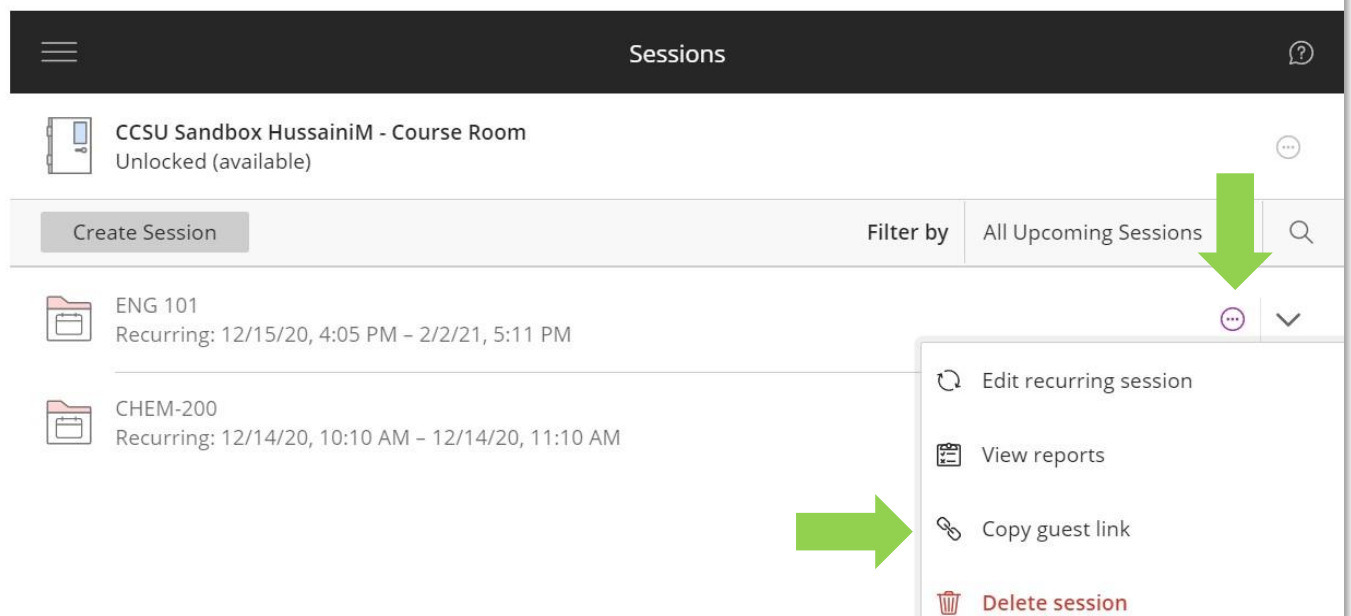 Sessions
CCSU Sandbox HussainiM - Course Room
Unlocked (available)
Create Session
Filter by
All Upcoming Sessions
ENG 101
Recurring: 12/15/20, 4:05 PM – 2/2/21, 5:11 PM
Edit recurring session
CHEM-200
Recurring: 12/14/20, 10:10 AM – 12/14/20, 11:10 AM
View reports
Copy guest link
Delete session